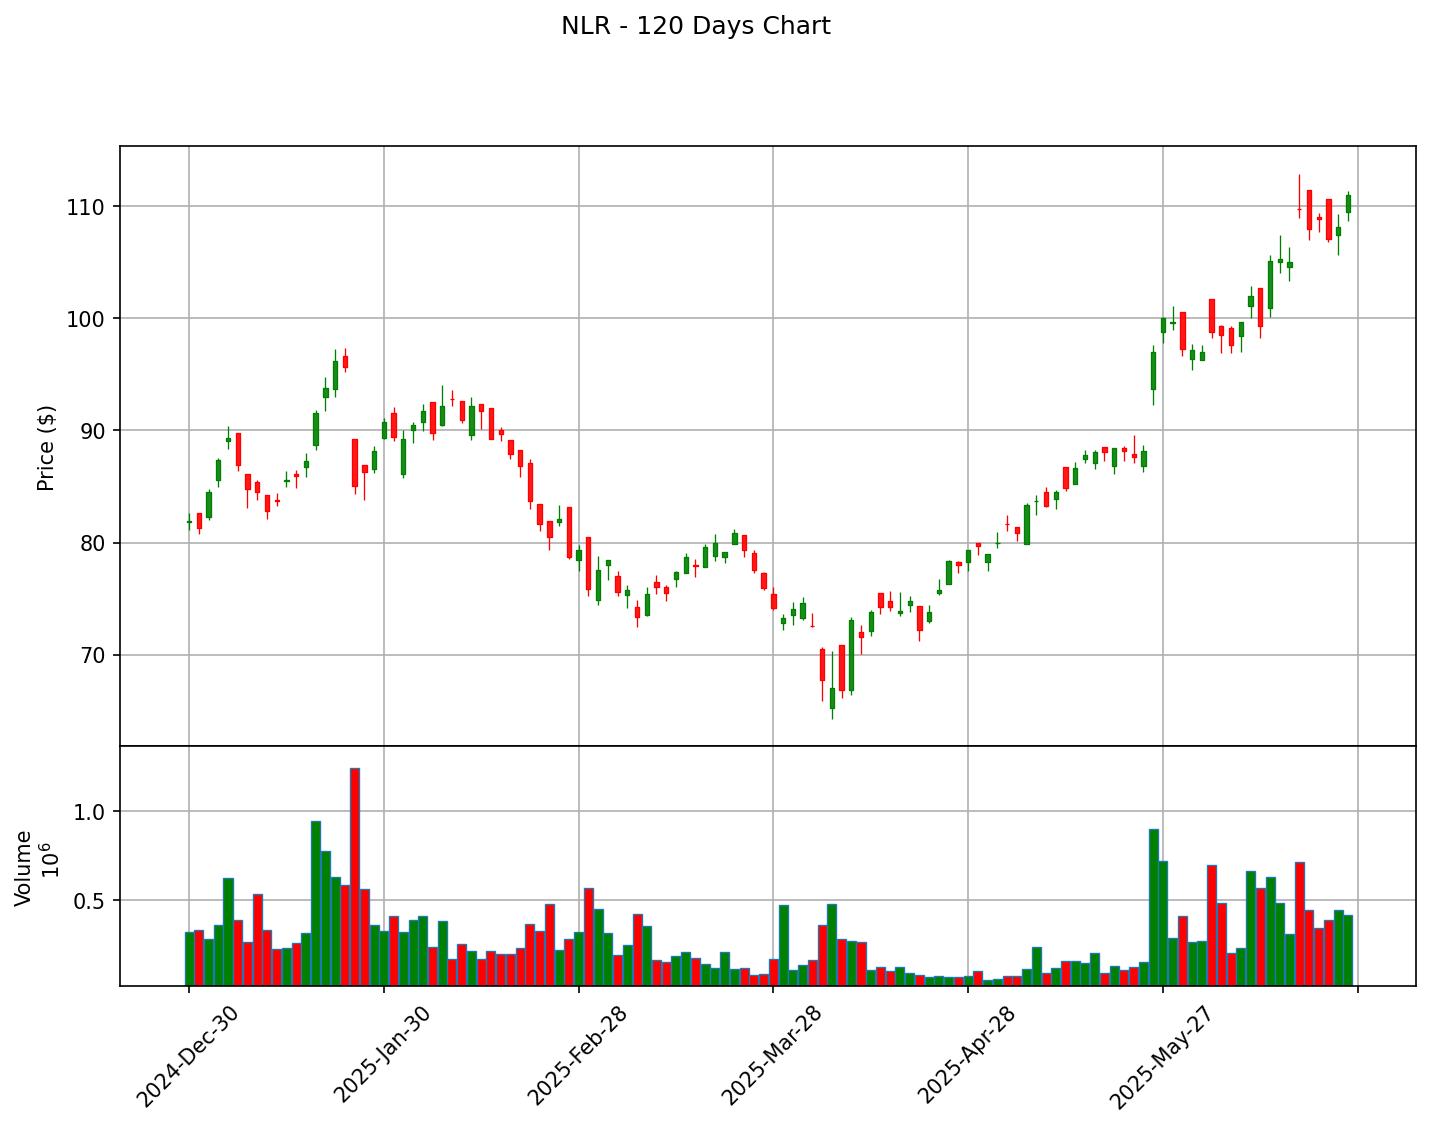 NLR - 120 Days Chart
Price ($)
110
100
90
80
70
Volume
10⁶
1.0
0.5
2024-Dec-30
2025-Jan-30
2025-Feb-28
2025-Mar-28
2025-Apr-28
2025-May-27